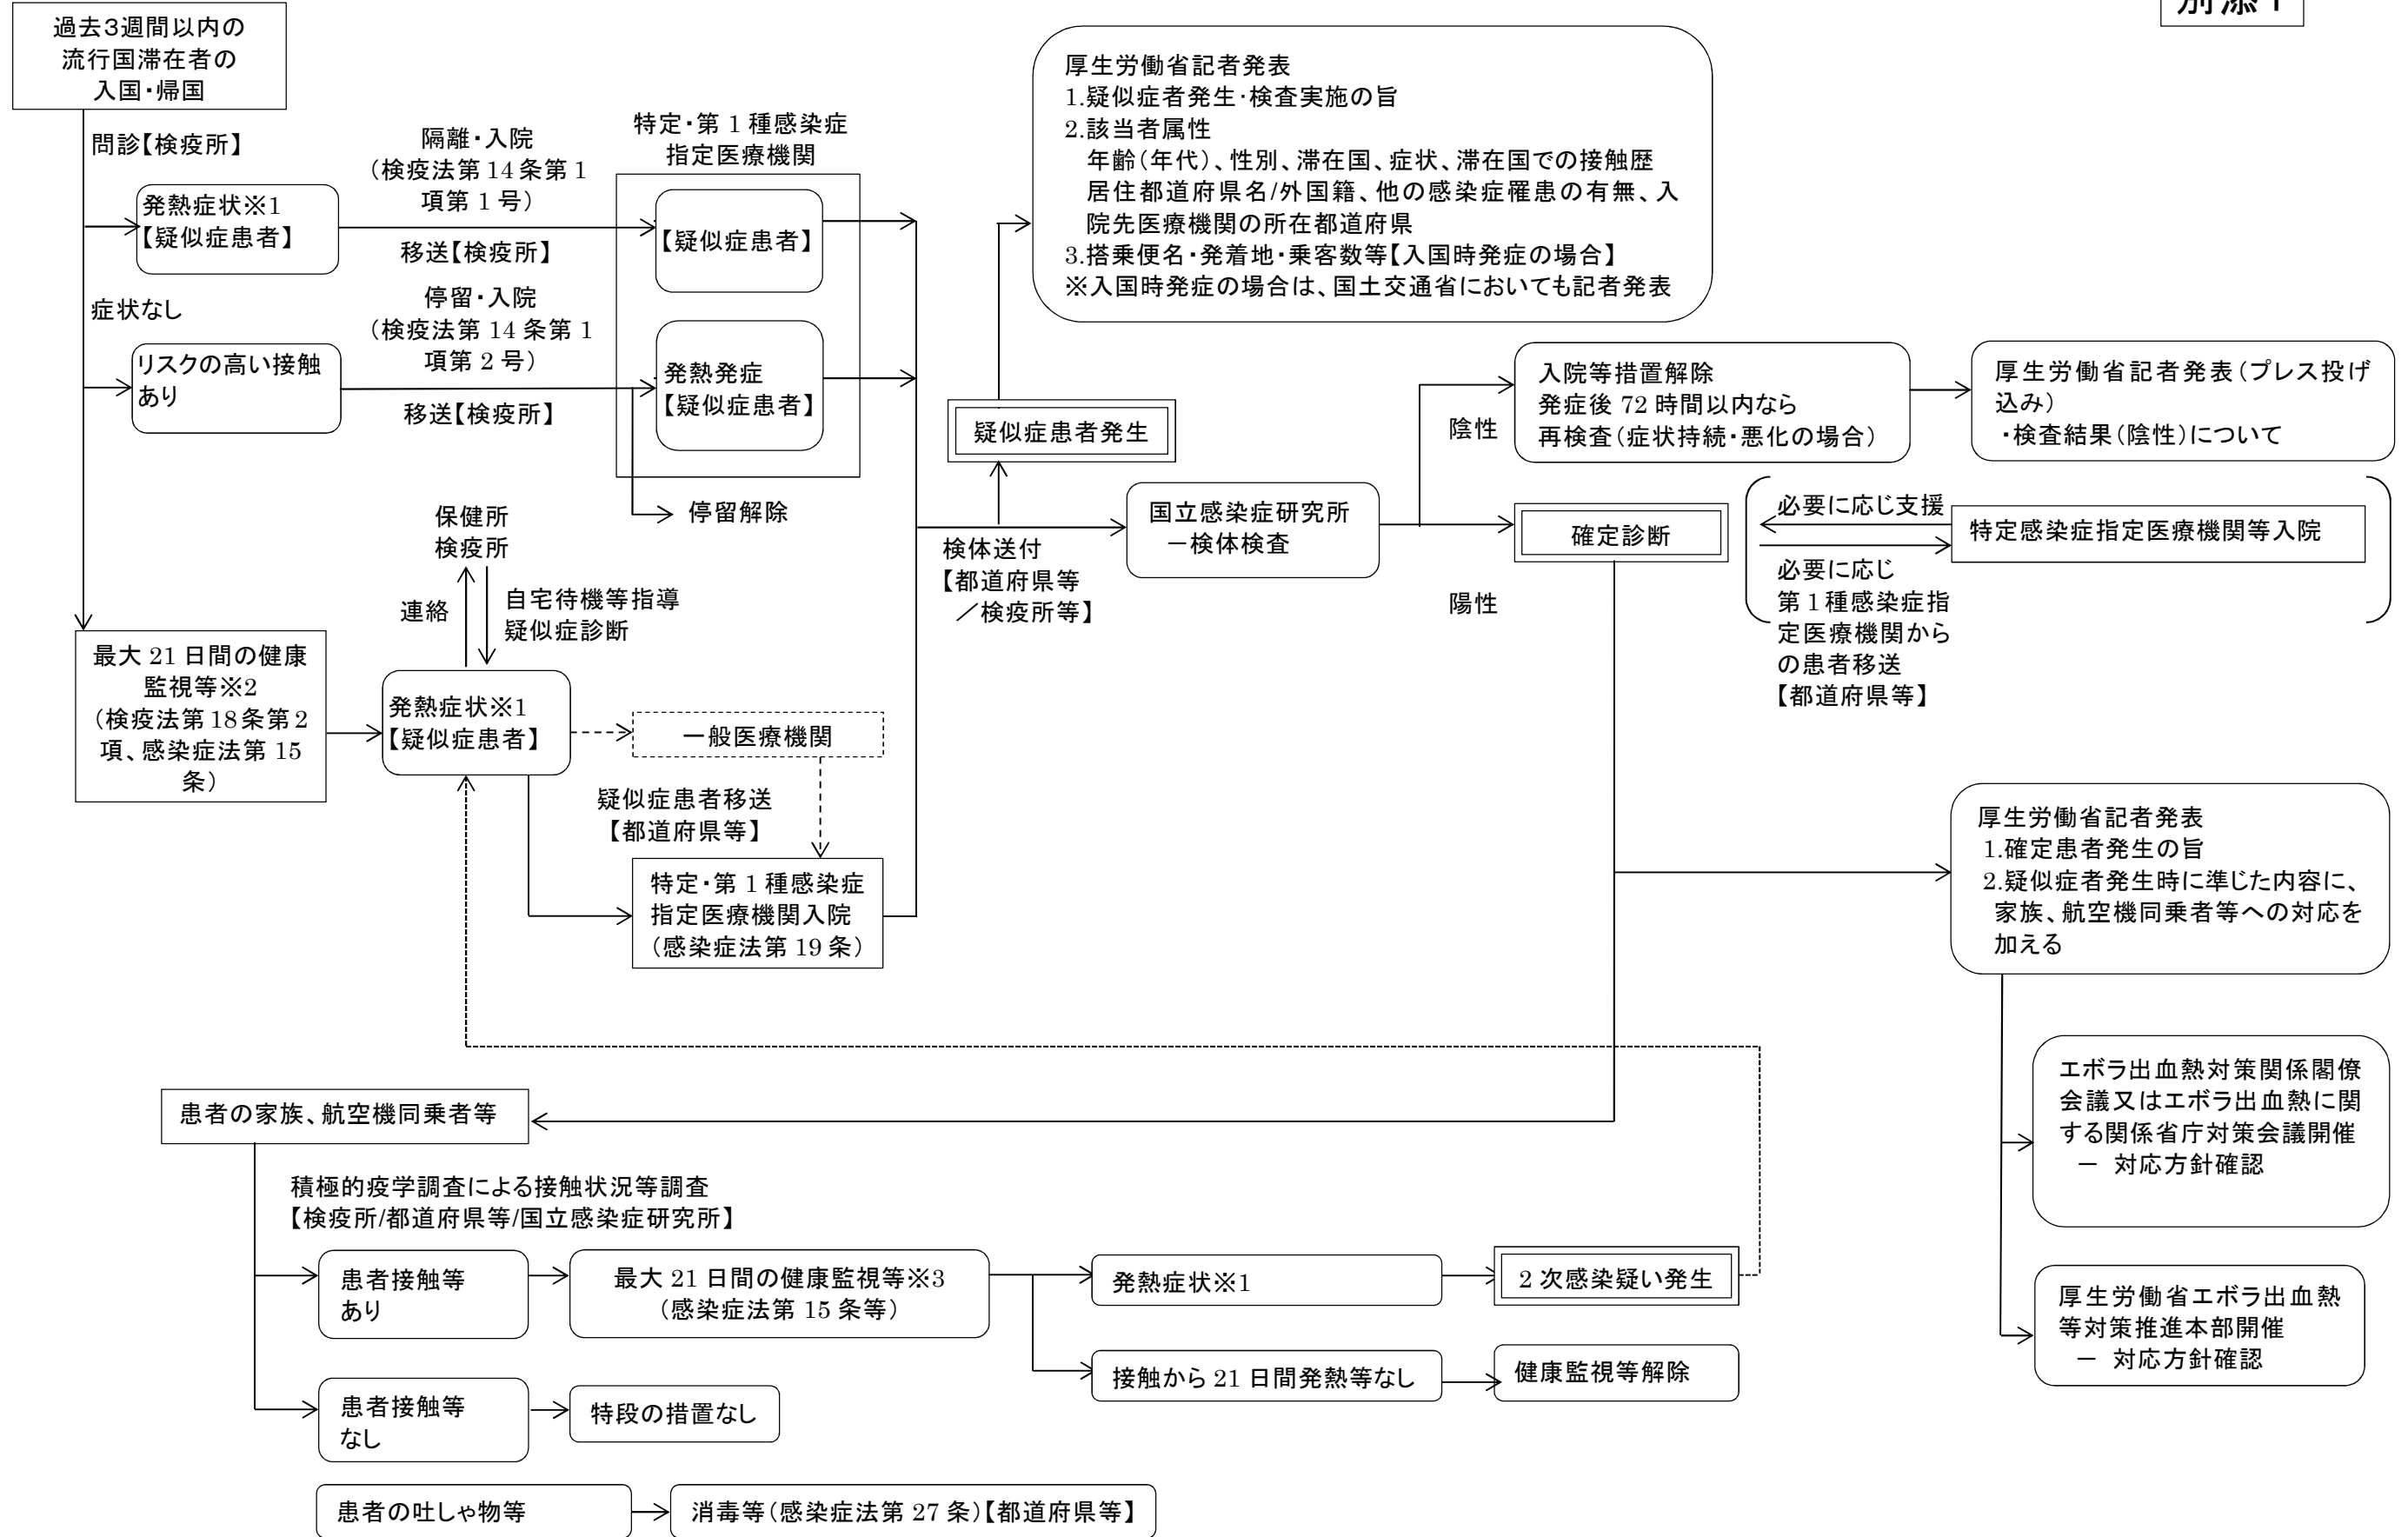 別添1
過去3週間以内の
流行国滞在者の
入国・帰国
問診【検疫所】
発熱症状※1
【疑似症患者】
隔離・入院
（検疫法第 14 条第 1
項第 1 号）
移送【検疫所】
特定・第 1 種感染症
指定医療機関
【疑似症患者】
厚生労働省記者発表
1.疑似症者発生・検査実施の旨
2.該当者属性
年齢（年代）、性別、滞在国、症状、滞在国での接触歴
居住都道府県名/外国籍、他の感染症罹患の有無、入
院先医療機関の所在都道府県
3.搭乗便名・発着地・乗客数等【入国時発症の場合】
※入国時発症の場合は、国土交通省においても記者発表
症状なし
リスクの高い接触
あり
停留・入院
（検疫法第 14 条第 1
項第 2 号）
移送【検疫所】
発熱発症
【疑似症患者】
停留解除
疑似症患者発生
検体送付
【都道府県等
／検疫所等】
国立感染症研究所
－検体検査
陰性
入院等措置解除
発症後 72 時間以内なら
再検査（症状持続・悪化の場合）
厚生労働省記者発表（プレス投げ
込み）
・検査結果（陰性）について
陽性
確定診断
必要に応じ支援
特定感染症指定医療機関等入院
必要に応じ
第 1 種感染症指
定医療機関から
の患者移送
【都道府県等】
保健所
検疫所
連絡
自宅待機等指導
疑似症診断
最大 21 日間の健康
監視等※2
（検疫法第 18 条第 2
項、感染症法第 15
条）
発熱症状※1
【疑似症患者】
一般医療機関
疑似症患者移送
【都道府県等】
特定・第 1 種感染症
指定医療機関入院
（感染症法第 19 条）
厚生労働省記者発表
1.確定患者発生の旨
2.疑似症者発生時に準じた内容に、
家族、航空機同乗者等への対応を
加える
エボラ出血熱対策関係閣僚
会議又はエボラ出血熱に関
する関係省庁対策会議開催
－ 対応方針確認
厚生労働省エボラ出血熱
等対策推進本部開催
－ 対応方針確認
患者の家族、航空機同乗者等
積極的疫学調査による接触状況等調査
【検疫所/都道府県等/国立感染症研究所】
患者接触等
あり
最大 21 日間の健康監視等※3
（感染症法第 15 条等）
発熱症状※1
2 次感染疑い発生
接触から 21 日間発熱等なし
健康監視等解除
患者接触等
なし
特段の措置なし
患者の吐しゃ物等
消毒等（感染症法第 27 条）【都道府県等】